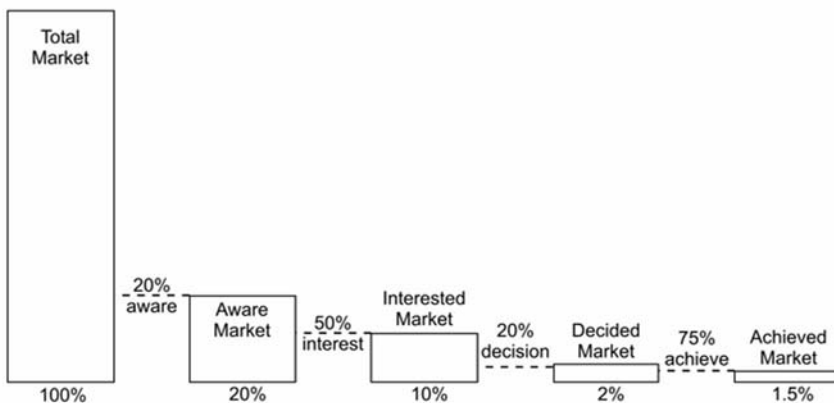 Total
Market
100%
20%
aware
Aware
Market
20%
50%
interest
Interested
Market
10%
20%
decision
Decided
Market
2%
75%
achieve
Achieved
Market
1.5%